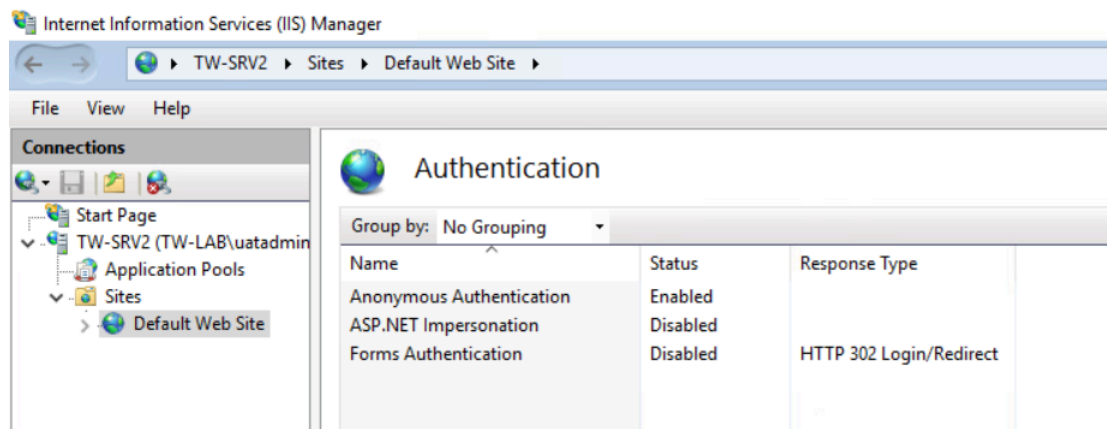 Internet Information Services (IIS) Manager
TW-SRV2 Sites Default Web Site
File View Help
Connections
Start Page
TW-SRV2 (TW-LAB\uatadmin
Application Pools
Sites
Default Web Site
Authentication
Group by: No Grouping
Name Status Response Type
Anonymous Authentication Enabled
ASP.NET Impersonation Disabled
Forms Authentication Disabled HTTP 302 Login/Redirect